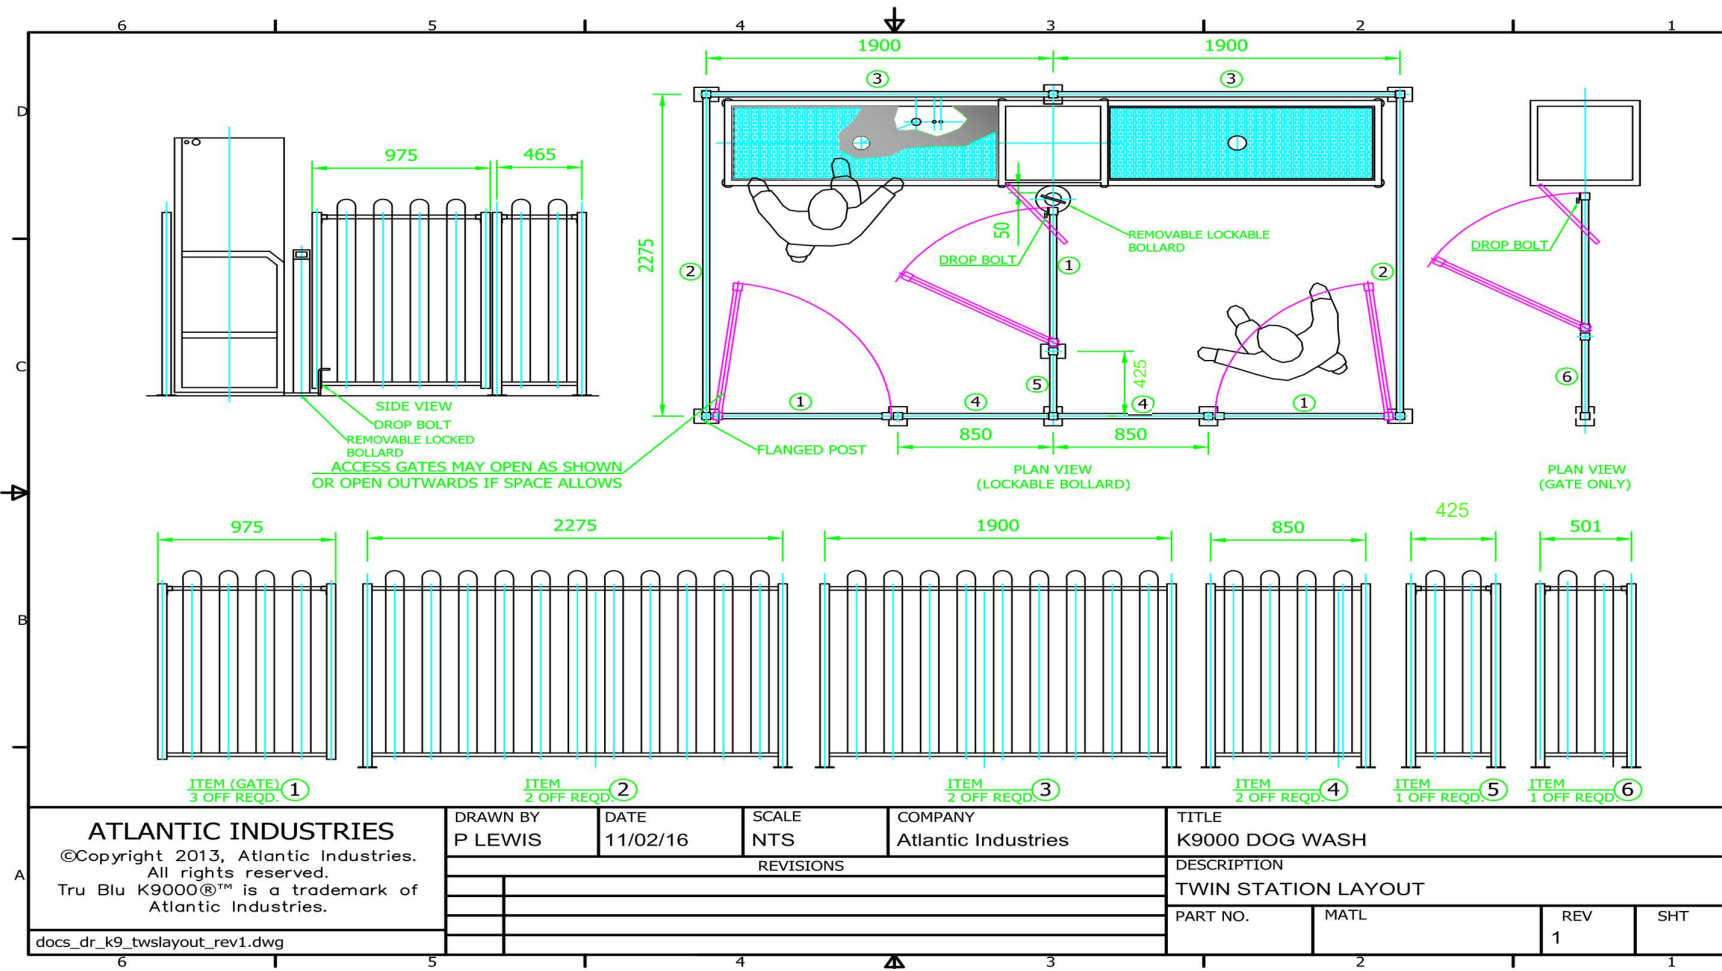 6 5 4 3 2 1
1900 1900
3 3
D
975 465
2275
50
REMOVABLE LOCKABLE
BOLLARD
DROP BOLT
DROP BOLT
2 1 2
C
425
5
6
1 4 4 1
SIDE VIEW
DROP BOLT
REMOVABLE LOCKED
BOLLARD
850 850
FLANGED POST
ACCESS GATES MAY OPEN AS SHOWN
OR OPEN OUTWARDS IF SPACE ALLOWS
PLAN VIEW
(LOCKABLE BOLLARD)
PLAN VIEW
(GATE ONLY)
975 2275 1900 850 425 501
B
ITEM (GATE) 1
3 OFF REQD.
ITEM 2
2 OFF REQD.
ITEM 3
2 OFF REQD.
ITEM 4
2 OFF REQD.
ITEM 5
1 OFF REQD.
ITEM 6
1 OFF REQD.
A
ATLANTIC INDUSTRIES
©Copyright 2013, Atlantic Industries.
All rights reserved.
Tru Blu K9000®™ is a trademark of
Atlantic Industries.
docs_dr_k9_twslayout_rev1.dwg
DRAWN BY
P LEWIS
DATE
11/02/16
SCALE
NTS
COMPANY
Atlantic Industries
REVISIONS
TITLE
K9000 DOG WASH
DESCRIPTION
TWIN STATION LAYOUT
PART NO.
MATL
REV
1
SHT
6 5 4 3 2 1